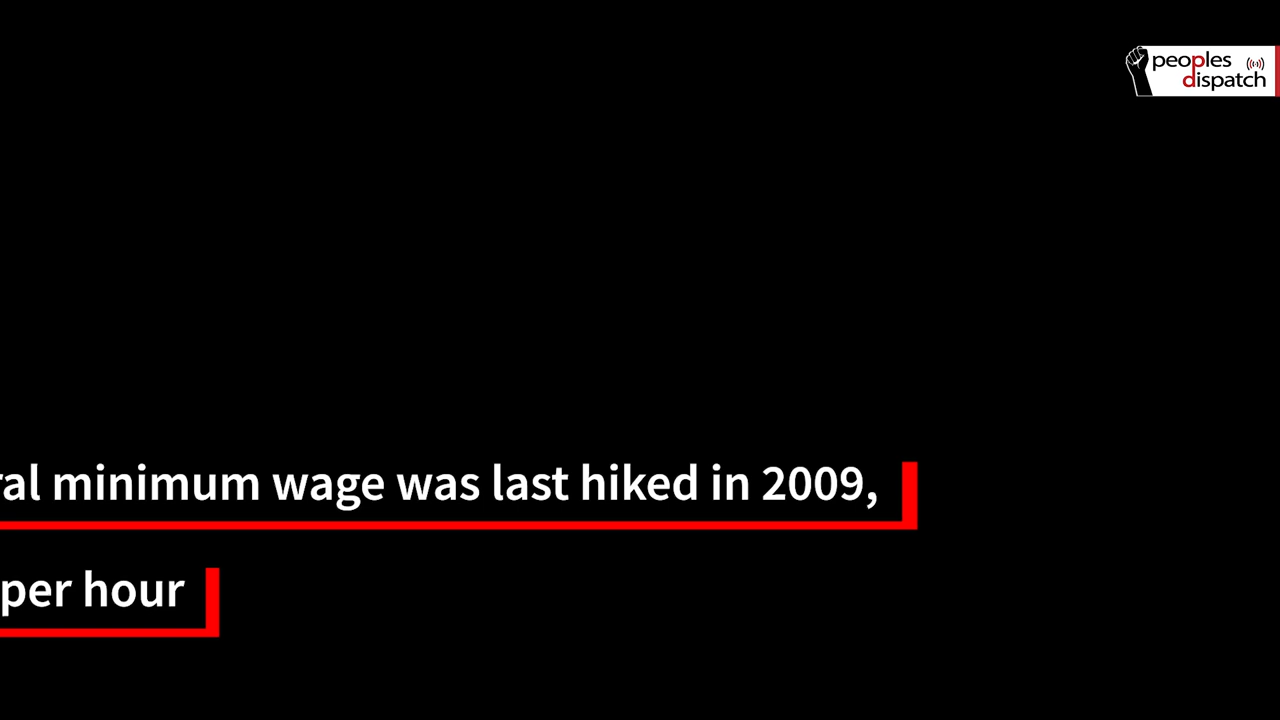 peoples
dispatch
ral minimum wage was last hiked in 2009,
per hour